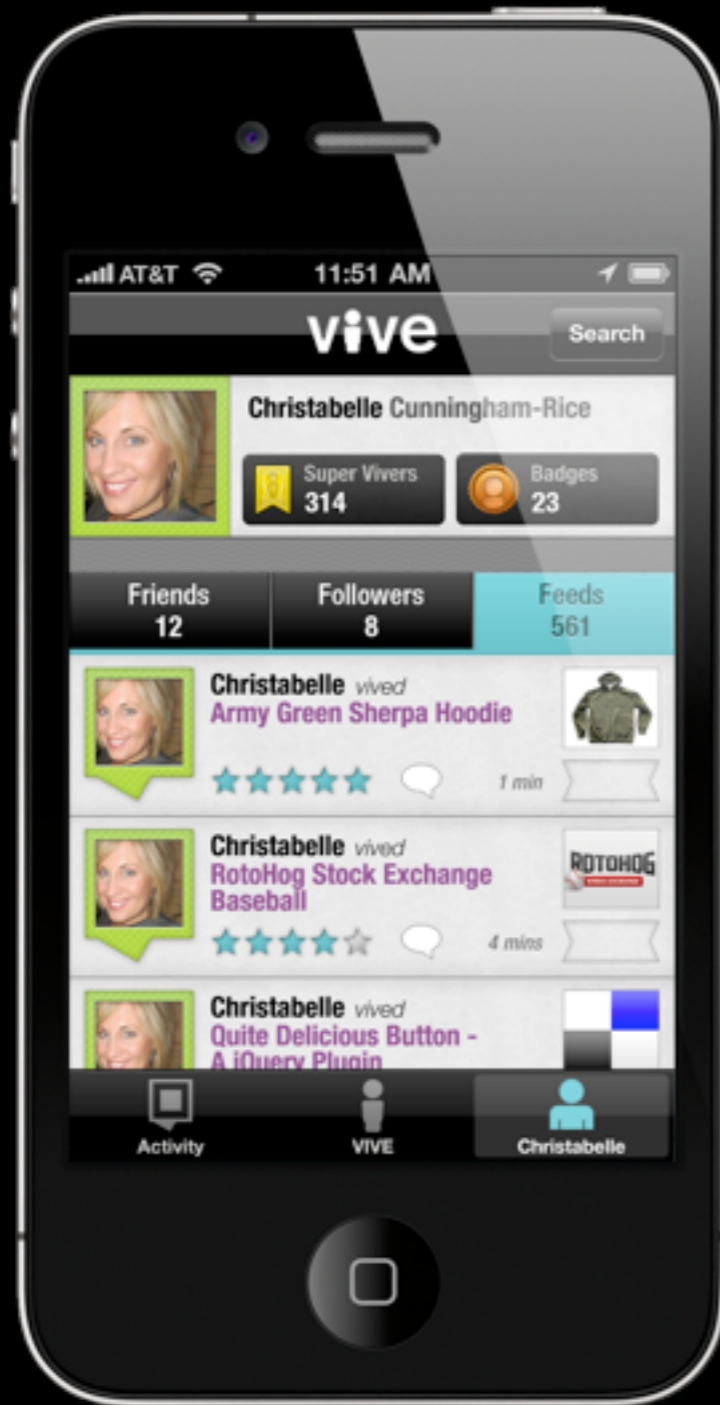 AT&T 11:51 AM
vive Search
Christabelle Cunningham-Rice
Super Vivers
314
Badges
23
Friends
12
Followers
8
Feeds
561
Christabelle vived
Army Green Sherpa Hoodie
1 min
Christabelle vived
RotoHog Stock Exchange
Baseball
ROTOHOG
4 mins
Christabelle vived
Quite Delicious Button -
A jQuery Plugin
Activity VIVE Christabelle